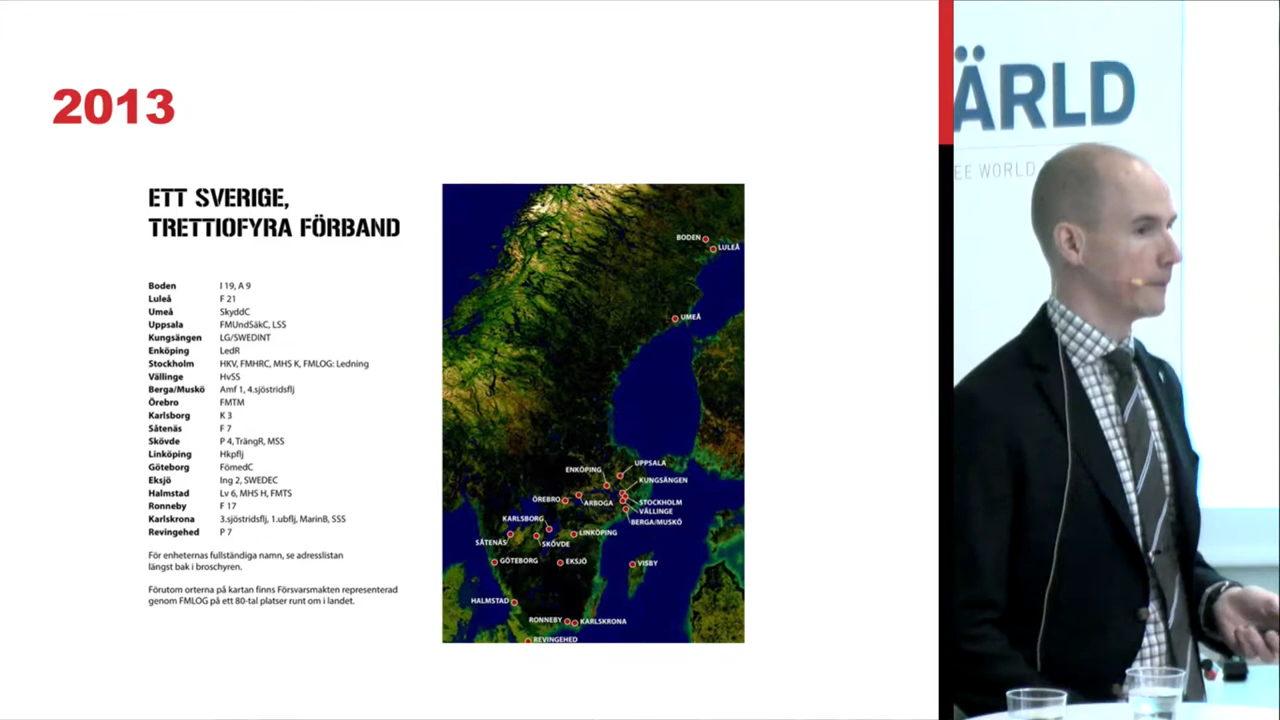 2013
ETT SVERIGE,
TRETTIOFYRA FÖRBAND
Boden I 19, A 9
Luleå F 21
Umeå SkyddC
Uppsala FMUndSäkC, LSS
Kungsängen LG/SWEDINT
Enköping LedR
Stockholm HKV, FMHRC, MHS K, FMLOG: Ledning
Vällinge HvSS
Berga/Muskö Amf 1, 4.sjöstridsflj
Örebro FMTM
Karlsborg K 3
Såtenäs F 7
Skövde P 4, TrängR, MSS
Linköping Hkpflj
Göteborg FömedC
Eksjö Ing 2, SWEDEC
Halmstad Lv 6, MHS H, FMTS
Ronneby F 17
Karlskrona 3.sjöstridsflj, 1.ubflj, MarinB, SSS
Revingehed P 7
För enheternas fullständiga namn, se adresslistan
längst bak i broschyren.
Förutom orterna på kartan finns Försvarsmakten representerad
genom FMLOG på ett 80-tal platser runt om i landet.
BODEN
LULEÅ
UMEÅ
UPPSALA
ENKÖPING
KUNGSÄNGEN
ÖREBRO
ARBOGA
STOCKHOLM
VÄLLINGE
BERGA/MUSKÖ
KARLSBORG
LINKÖPING
SÅTENÄS
SKÖVDE
GÖTEBORG
EKSJÖ
VISBY
HALMSTAD
RONNEBY
KARLSKRONA
REVINGEHED
ÄRLD
EE WORLD